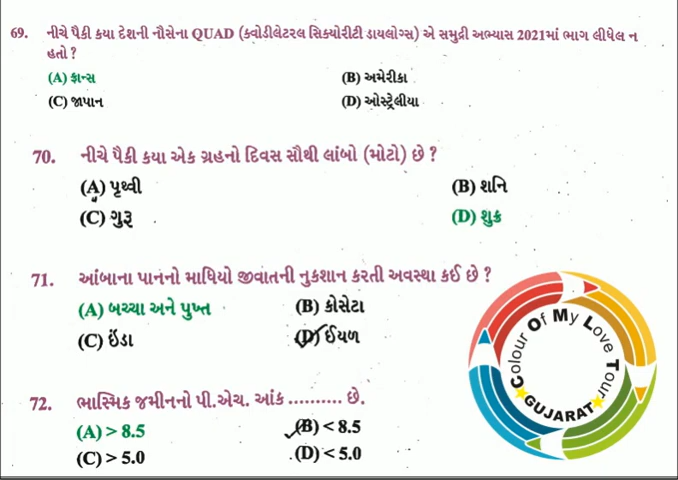 69. નીચે પૈકી કયા દેશની નૌસેના QUAD (ક્વોડીલેટરલ સિક્યોરીટી ડાયલોગ્સ) એ સમુદ્રી અભ્યાસ 2021માં ભાગ લીધેલ ન
હતો ?
(A) ફ્રાન્સ (B) અમેરીકા
(C) જાપાન (D) ઓસ્ટ્રેલીયા
70. નીચે પૈકી કયા એક ગ્રહનો દિવસ સૌથી લાંબો (મોટો) છે ?
(A) પૃથ્વી (B) શનિ
(C) ગુરૂ (D) શુક્ર
71. આંબાના પાનનો માધિયો જીવાતની નુકશાન કરતી અવસ્થા કઈ છે ?
(A) બચ્ચા અને પુખ્ત (B) કોસેટા
(C) ઈંડા (D) ઈયળ
72. ભાસ્મિક જમીનનો પી.એચ. આંક .......... છે.
(A) > 8.5 (B) < 8.5
(C) > 5.0 (D) < 5.0
Colour Of My Love Tour
GUJARAT